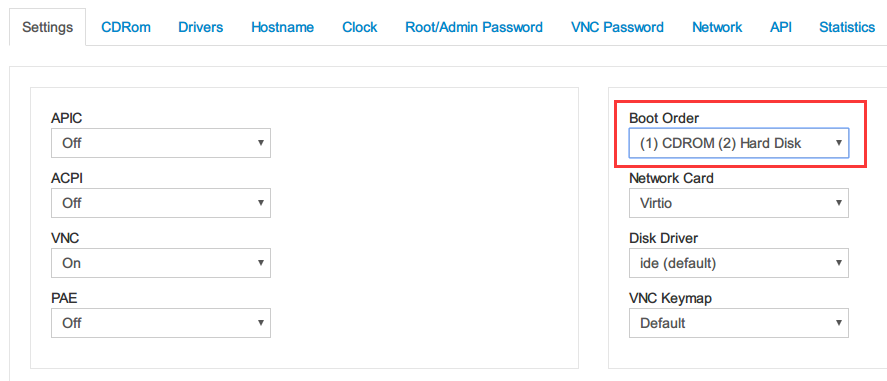 Settings CDRom Drivers Hostname Clock Root/Admin Password VNC Password Network API Statistics
APIC
Off
ACPI
Off
VNC
On
PAE
Off
Boot Order
(1) CDROM (2) Hard Disk
Network Card
Virtio
Disk Driver
ide (default)
VNC Keymap
Default